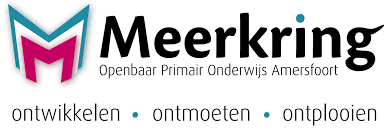 Meerkring
Openbaar Primair Onderwijs Amersfoort
ontwikkelen • ontmoeten • ontplooien